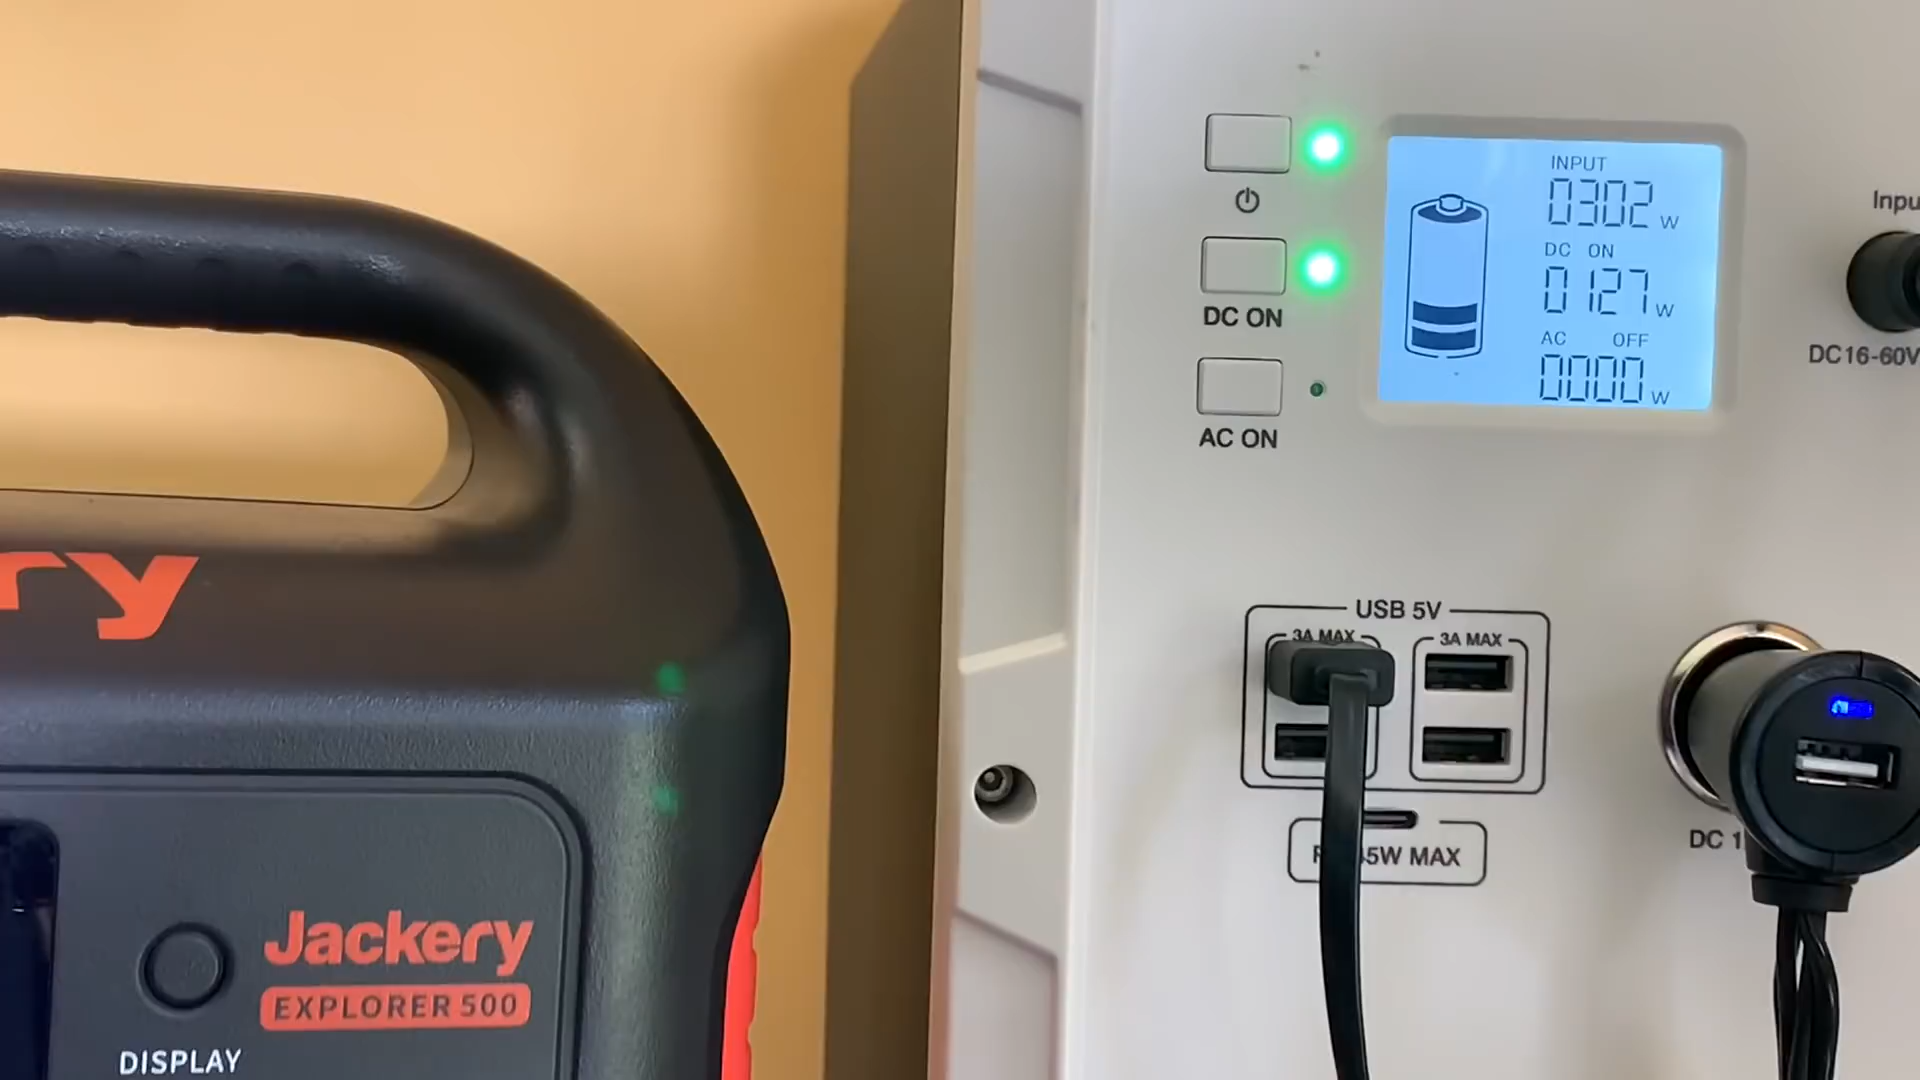 ry
Jackery
EXPLORER 500
DISPLAY
DC ON
AC ON
INPUT
0302 W
DC ON
0127 W
AC OFF
0000 W
Inpu
DC16-60V
USB 5V
3A MAX
3A MAX
5W MAX
DC 1